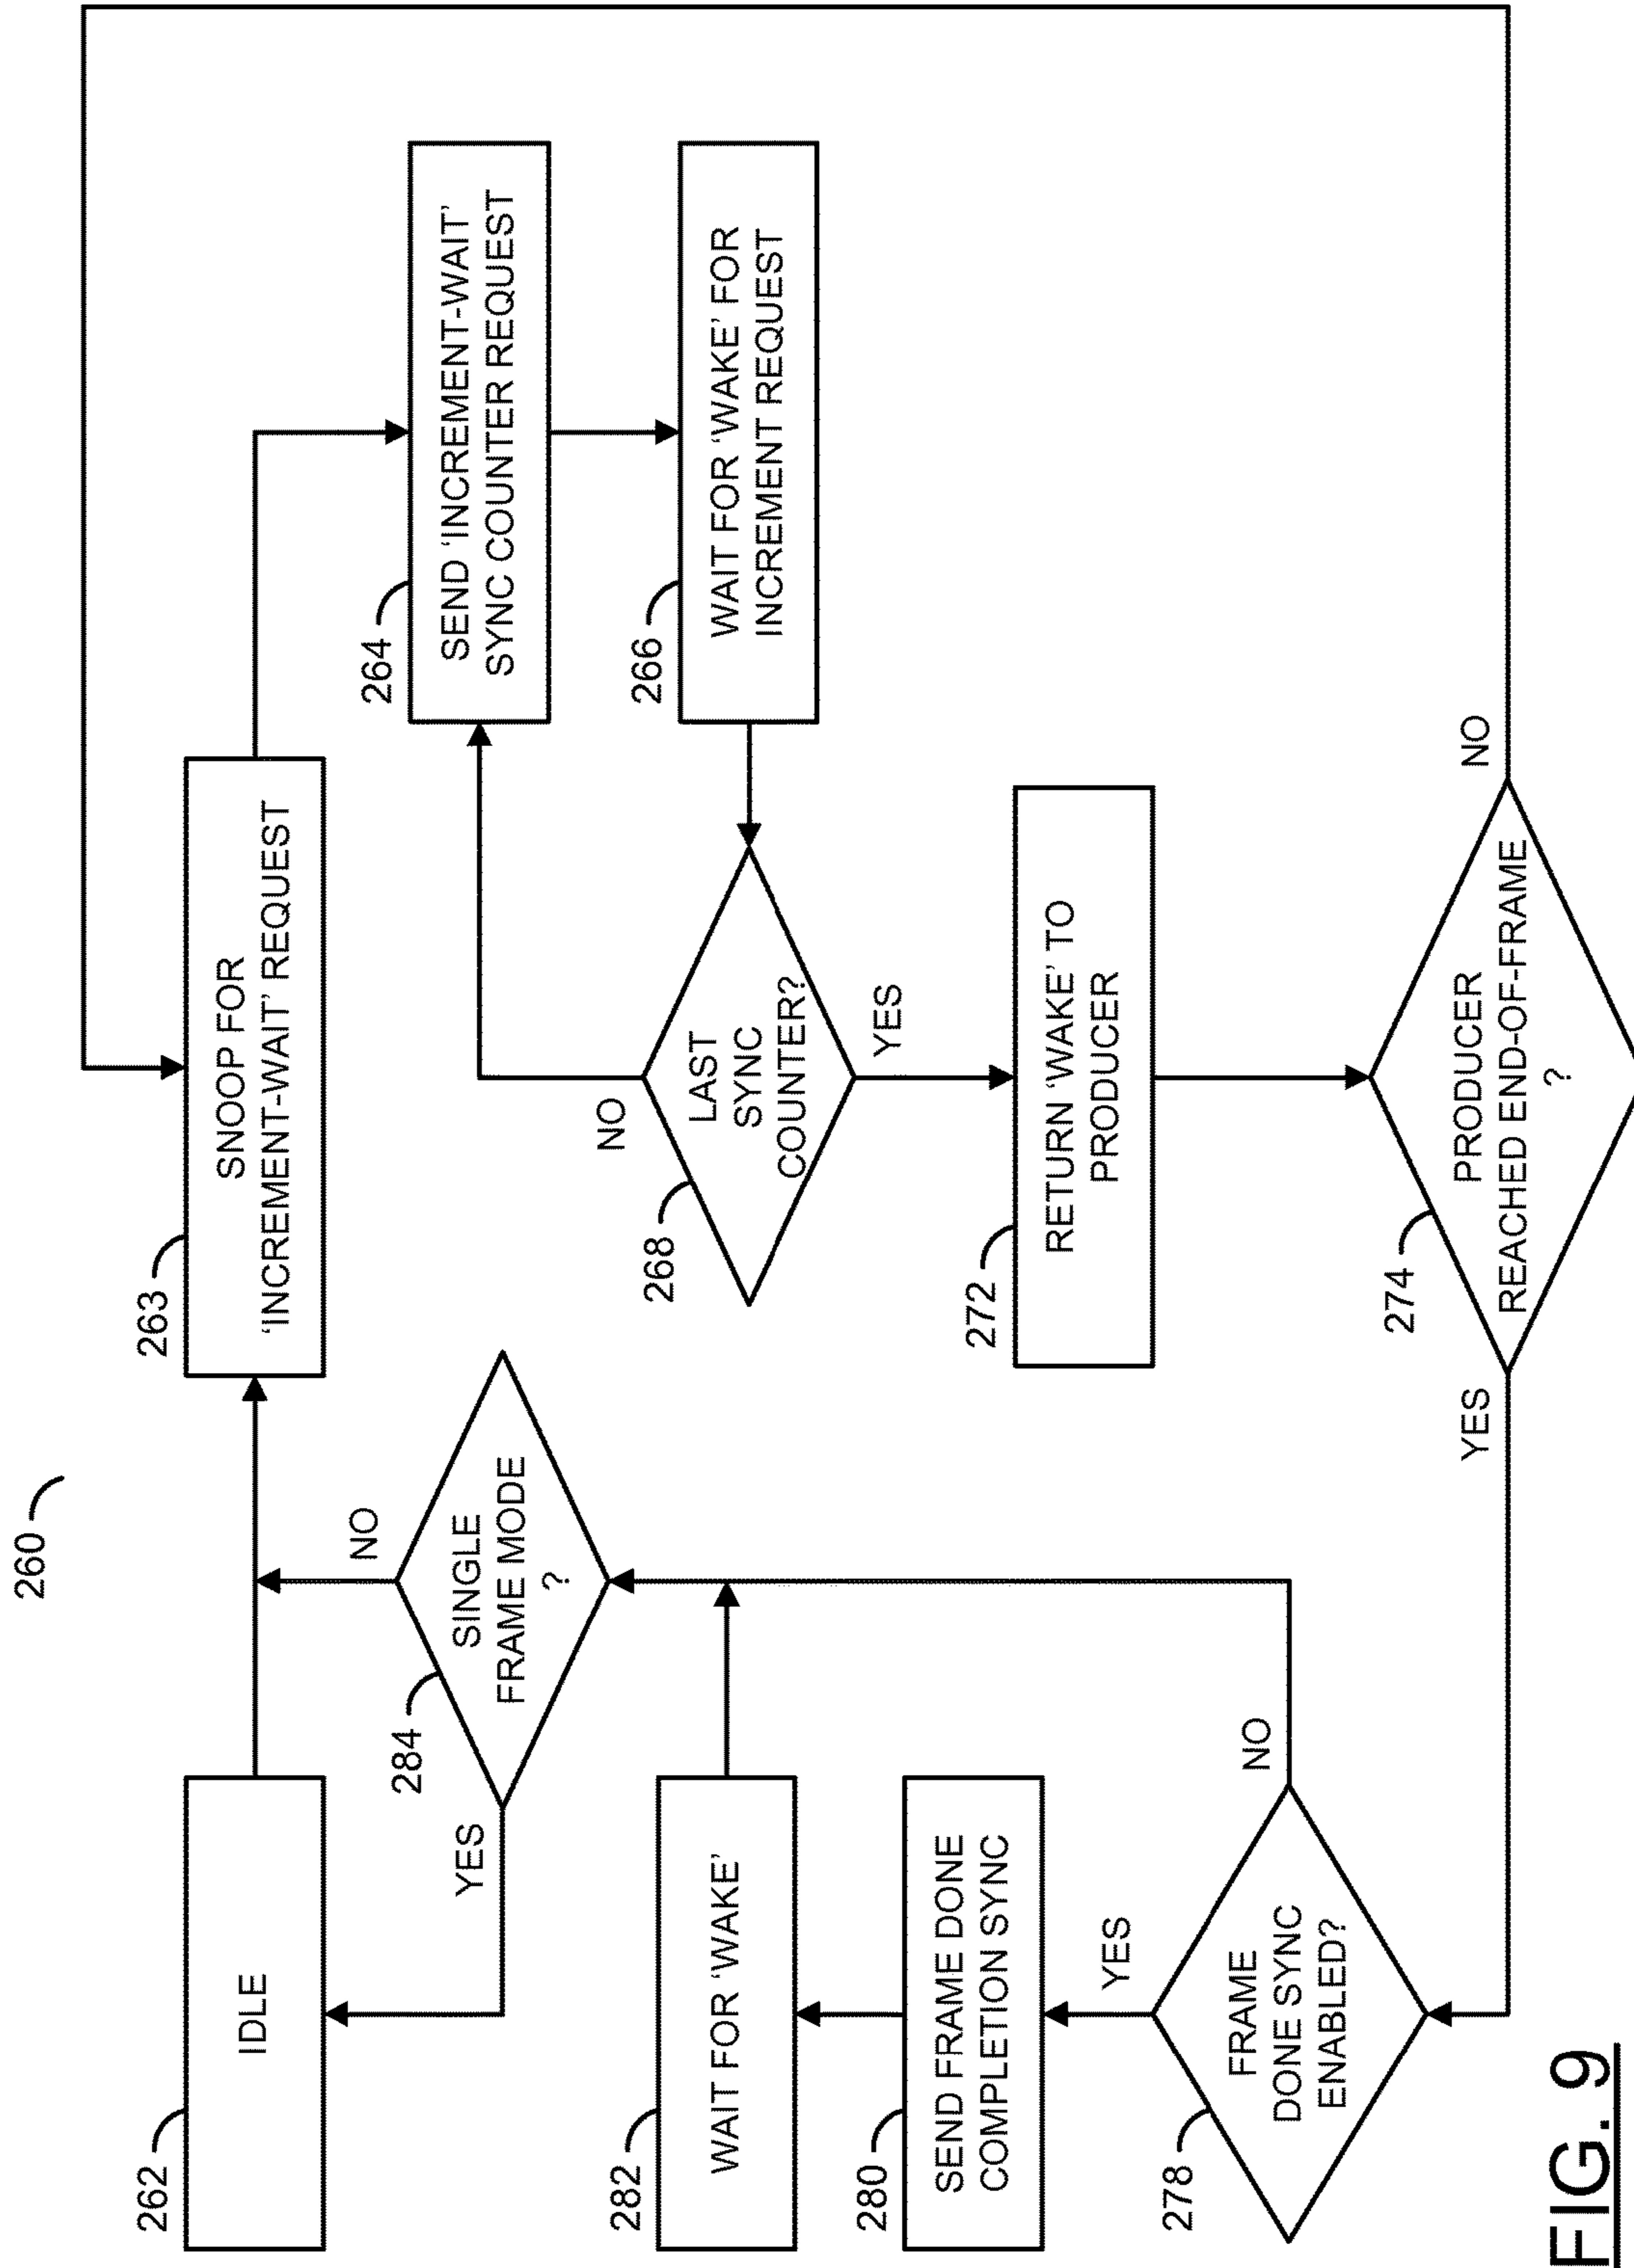 260
262
IDLE
263
SNOOP FOR
'INCREMENT-WAIT' REQUEST
264
SEND 'INCREMENT-WAIT'
SYNC COUNTER REQUEST
266
WAIT FOR 'WAKE' FOR
INCREMENT REQUEST
268
LAST
SYNC
COUNTER?
NO
YES
272
RETURN 'WAKE' TO
PRODUCER
274
PRODUCER
REACHED END-OF-FRAME
?
NO
YES
278
FRAME
DONE SYNC
ENABLED?
NO
YES
280
SEND FRAME DONE
COMPLETION SYNC
282
WAIT FOR 'WAKE'
284
SINGLE
FRAME MODE
?
NO
YES
FIG. 9